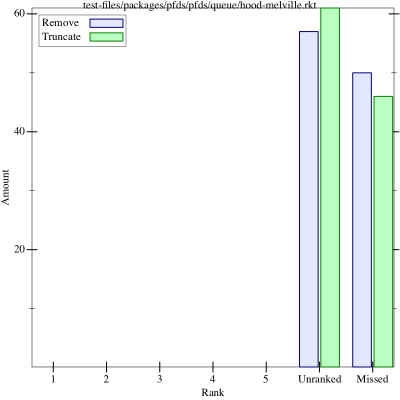 test-files/packages/pfds/pfds/queue/hood-melville.rkt
Remove
Truncate
60
40
20
Amount
1 2 3 4 5 Unranked Missed
Rank